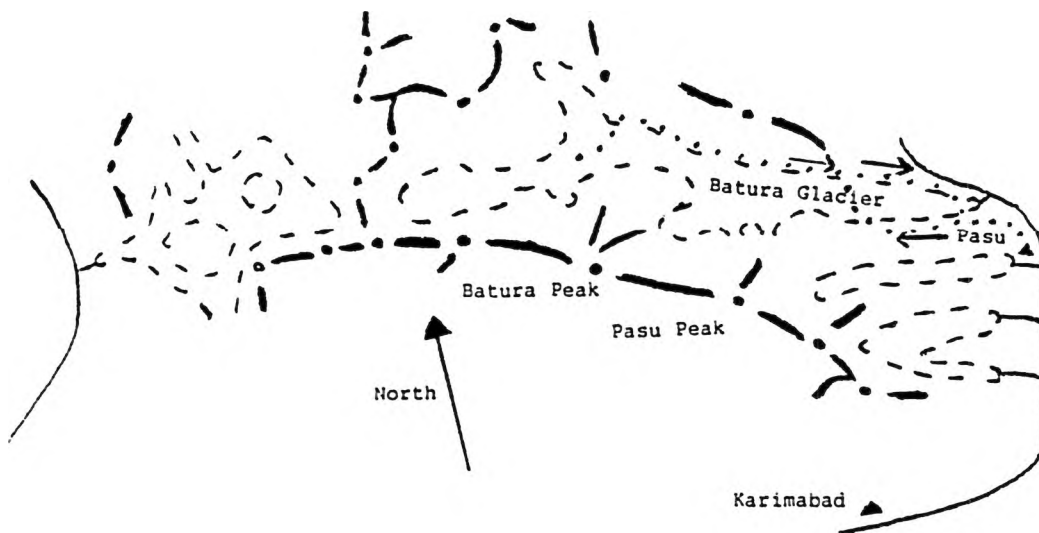 Batura Glacier
Pasu
Batura Peak
Pasu Peak
North
Karimabad